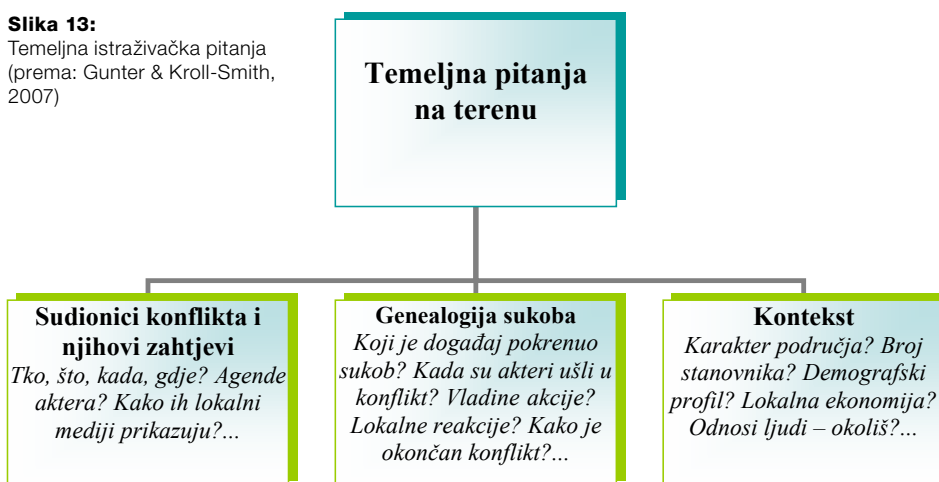 Slika 13:
Temeljna istraživačka pitanja
(prema: Gunter & Kroll-Smith,
2007)
Temeljna pitanja
na terenu
Sudionici konflikta i
njihovi zahtjevi
Tko, što, kada, gdje? Agende
aktera? Kako ih lokalni
mediji prikazuju?...
Genealogija sukoba
Koji je događaj pokrenuo
sukob? Kada su akteri ušli u
konflikt? Vladine akcije?
Lokalne reakcije? Kako je
okončan konflikt?...
Kontekst
Karakter područja? Broj
stanovnika? Demografski
profil? Lokalna ekonomija?
Odnosi ljudi – okoliš?...